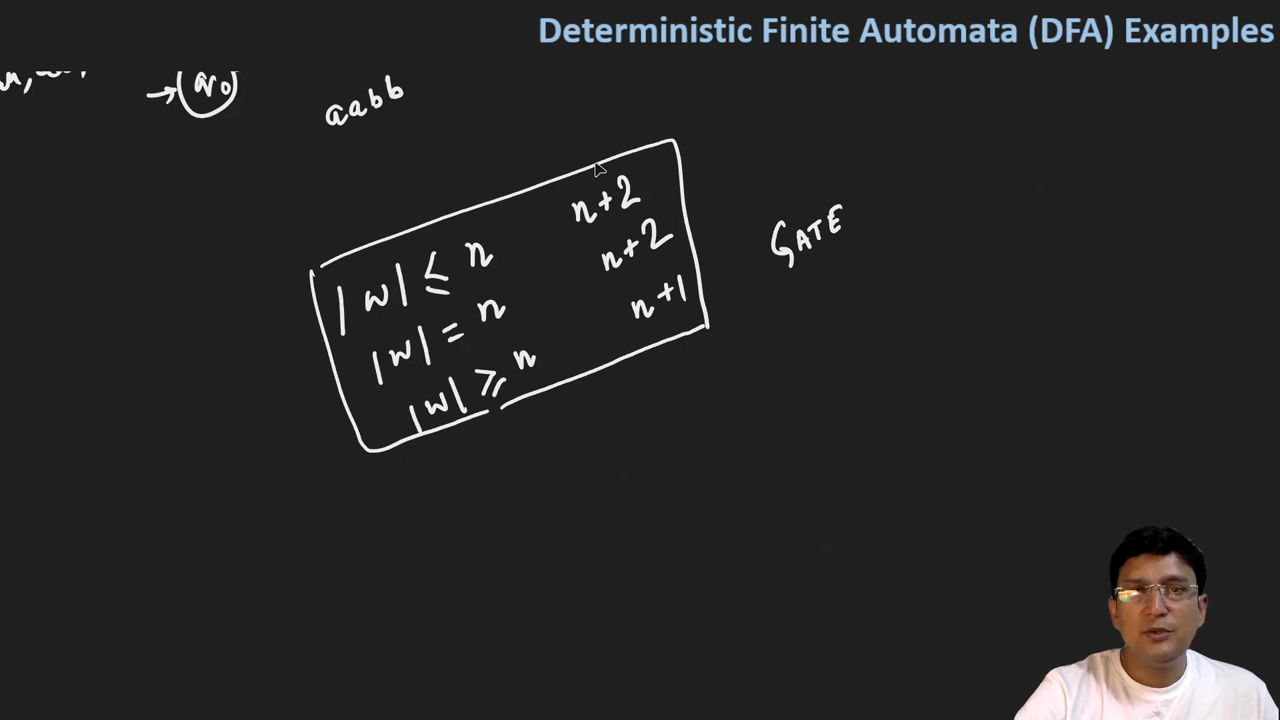 Deterministic Finite Automata (DFA) Examples
→ q0
aabb
|w| ≤ n n+2
|w| = n n+2
|w| ≥ n n+1
GATE